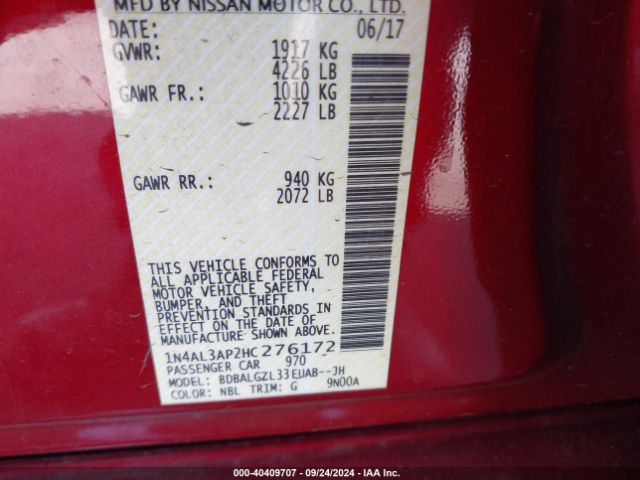 MFD BY NISSAN MOTOR CO., LTD.
DATE: 06/17
GVWR: 1917 KG
4226 LB
GAWR FR.: 1010 KG
2227 LB
GAWR RR.: 940 KG
2072 LB
THIS VEHICLE CONFORMS TO
ALL APPLICABLE FEDERAL
MOTOR VEHICLE SAFETY,
BUMPER, AND THEFT
PREVENTION STANDARDS IN
EFFECT ON THE DATE OF
MANUFACTURE SHOWN ABOVE.
1N4AL3AP2HC276172
PASSENGER CAR 970
MODEL: BDBALGZL33EUAB--JH
COLOR: NBL TRIM: G 9N00A
000-40409707 - 09/24/2024 - IAA Inc.